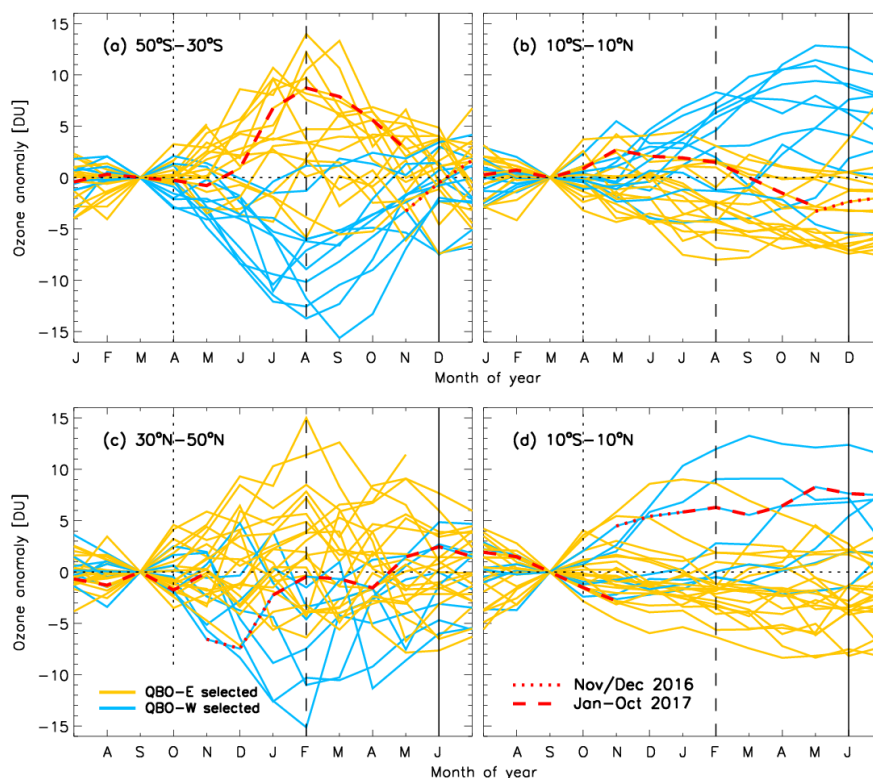 (a) 50°S–30°S
(b) 10°S–10°N
Ozone anomaly [DU]
15
10
5
0
−5
−10
−15
J F M A M J J A S O N D
J F M A M J J A S O N D
Month of year
(c) 30°N–50°N
(d) 10°S–10°N
Ozone anomaly [DU]
15
10
5
0
−5
−10
−15
QBO−E selected
QBO−W selected
Nov/Dec 2016
Jan−Oct 2017
A S O N D J F M A M J
A S O N D J F M A M J
Month of year